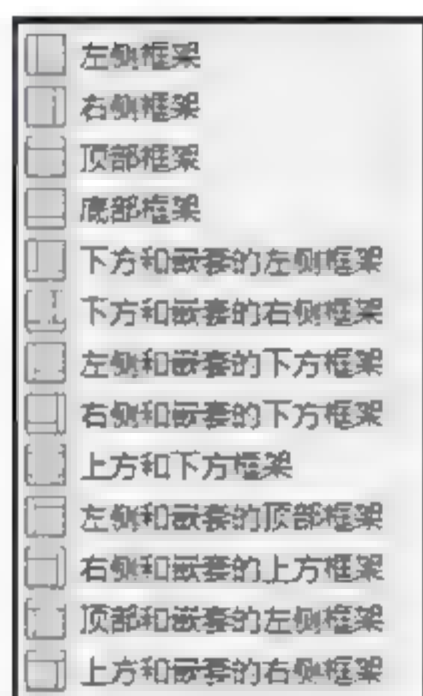 左侧框架
右侧框架
顶部框架
底部框架
下方和嵌套的左侧框架
下方和嵌套的右侧框架
左侧和嵌套的下方框架
右侧和嵌套的下方框架
上方和下方框架
左侧和嵌套的顶部框架
右侧和嵌套的上方框架
顶部和嵌套的左侧框架
上方和嵌套的右侧框架